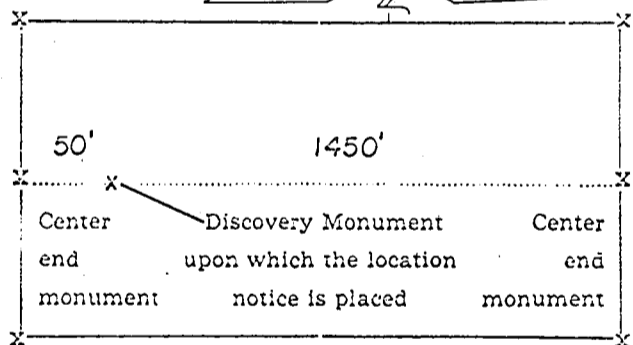 50' 1450'
Center Discovery Monument Center
end upon which the location end
monument notice is placed monument